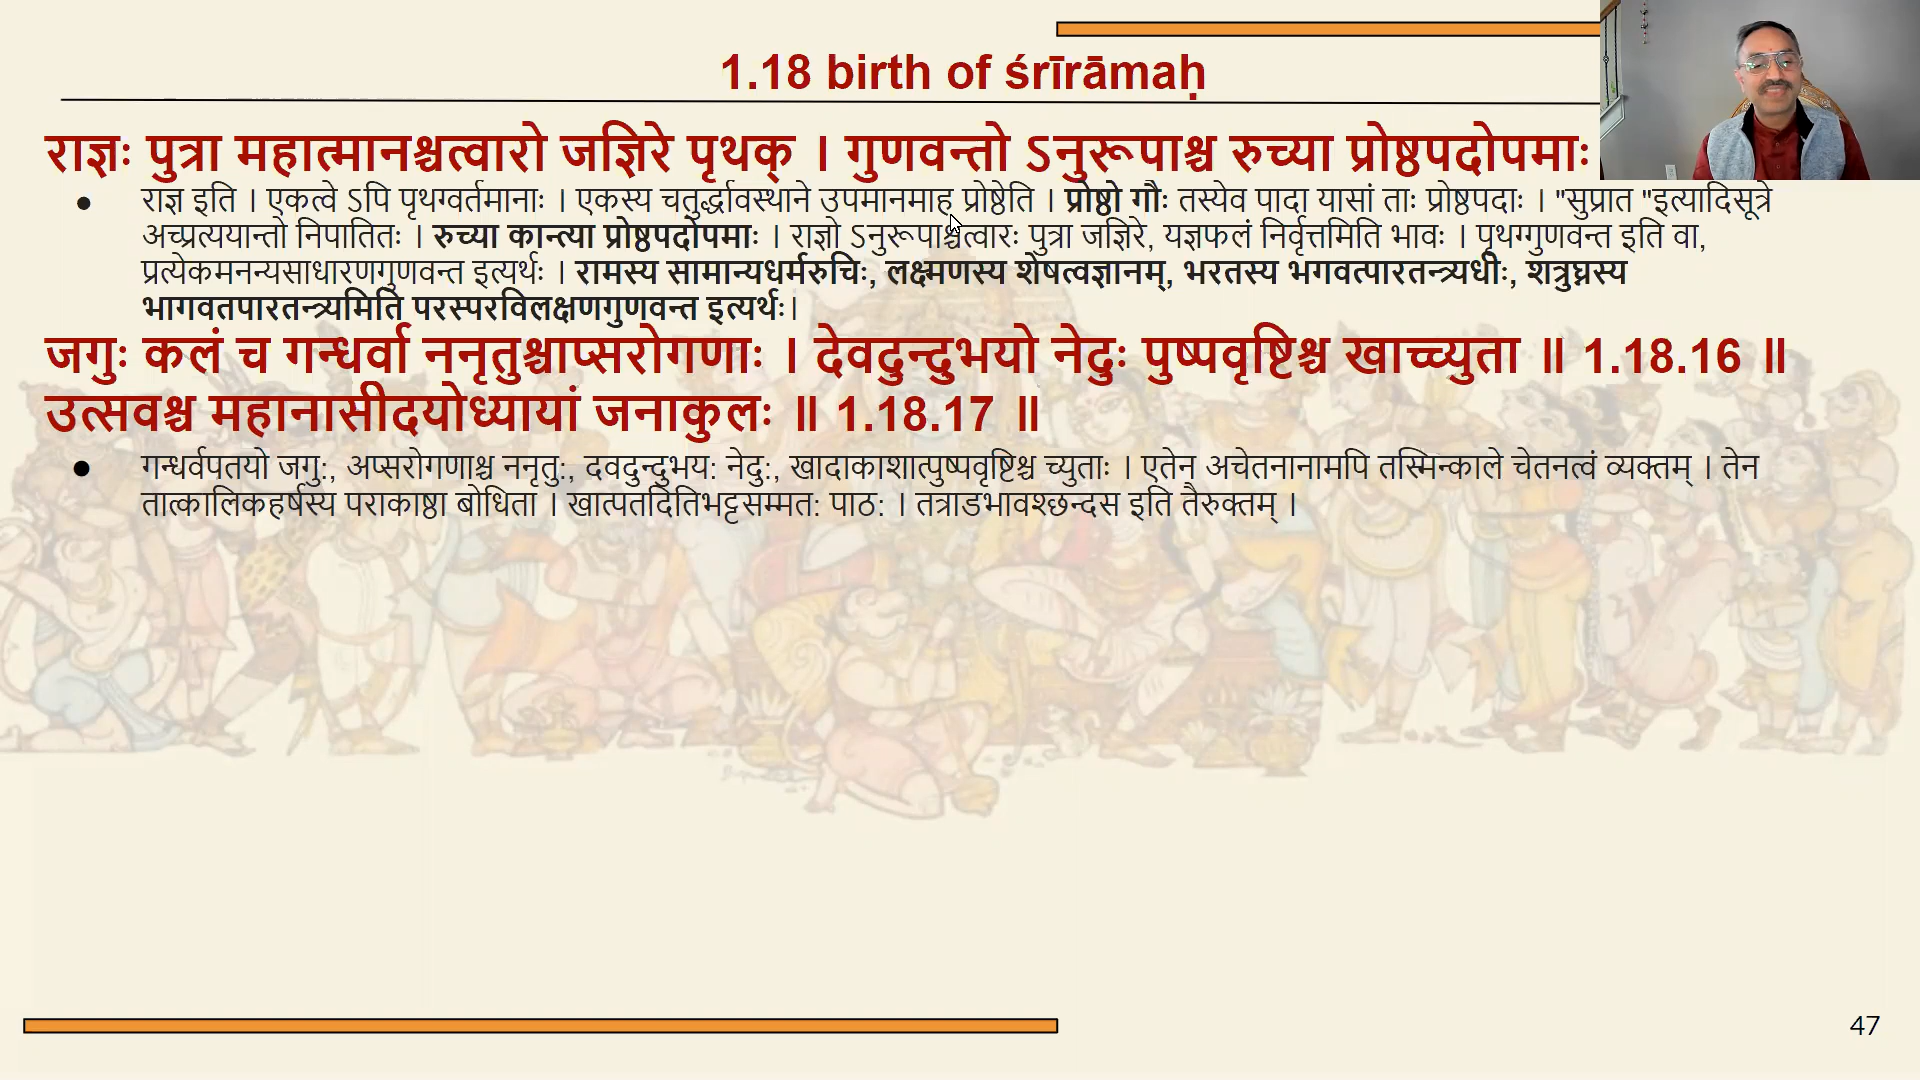 1.18 birth of śrīrāmaḥ
राज्ञः पुत्रा महात्मानश्चत्वारो जज्ञिरे पृथक् । गुणवन्तो ऽनुरूपाश्च रुच्या प्रोष्ठपदोपमाः
● राज्ञ इति । एकत्वे ऽपि पृथग्वर्तमानाः । एकस्य चतुर्द्धावस्थाने उपमानमाह प्रोष्ठेति । प्रोष्ठो गौः तस्येव पादा यासां ताः प्रोष्ठपदाः । "सुप्रात "इत्यादिसूत्रे
अच्प्रत्ययान्तो निपातितः । रुच्या कान्त्या प्रोष्ठपदोपमाः । राज्ञो ऽनुरूपाश्चत्वारः पुत्रा जज्ञिरे, यज्ञफलं निर्वृत्तमिति भावः । पृथग्गुणवन्त इति वा,
प्रत्येकमनन्यसाधारणगुणवन्त इत्यर्थः । रामस्य सामान्यधर्मरुचिः, लक्ष्मणस्य शेषत्वज्ञानम्, भरतस्य भगवत्पारतन्त्र्यधीः, शत्रुघ्नस्य
भागवतपारतन्त्र्यमिति परस्परविलक्षणगुणवन्त इत्यर्थः।
जगुः कलं च गन्धर्वा ननृतुश्चाप्सरोगणाः । देवदुन्दुभयो नेदुः पुष्पवृष्टिश्च खाच्च्युता ॥ 1.18.16 ॥
उत्सवश्च महानासीदयोध्यायां जनाकुलः ॥ 1.18.17 ॥
● गन्धर्वपतयो जगु:, अप्सरोगणाश्च ननृतु:, दवदुन्दुभय: नेदु:, खादाकाशात्पुष्पवृष्टिश्च च्युताः । एतेन अचेतनानामपि तस्मिन्काले चेतनत्वं व्यक्तम् । तेन
तात्कालिकहर्षस्य पराकाष्ठा बोधिता । खात्पतदितिभट्टसम्मत: पाठ: । तत्राडभावश्छन्दस इति तैरुक्तम् ।
47